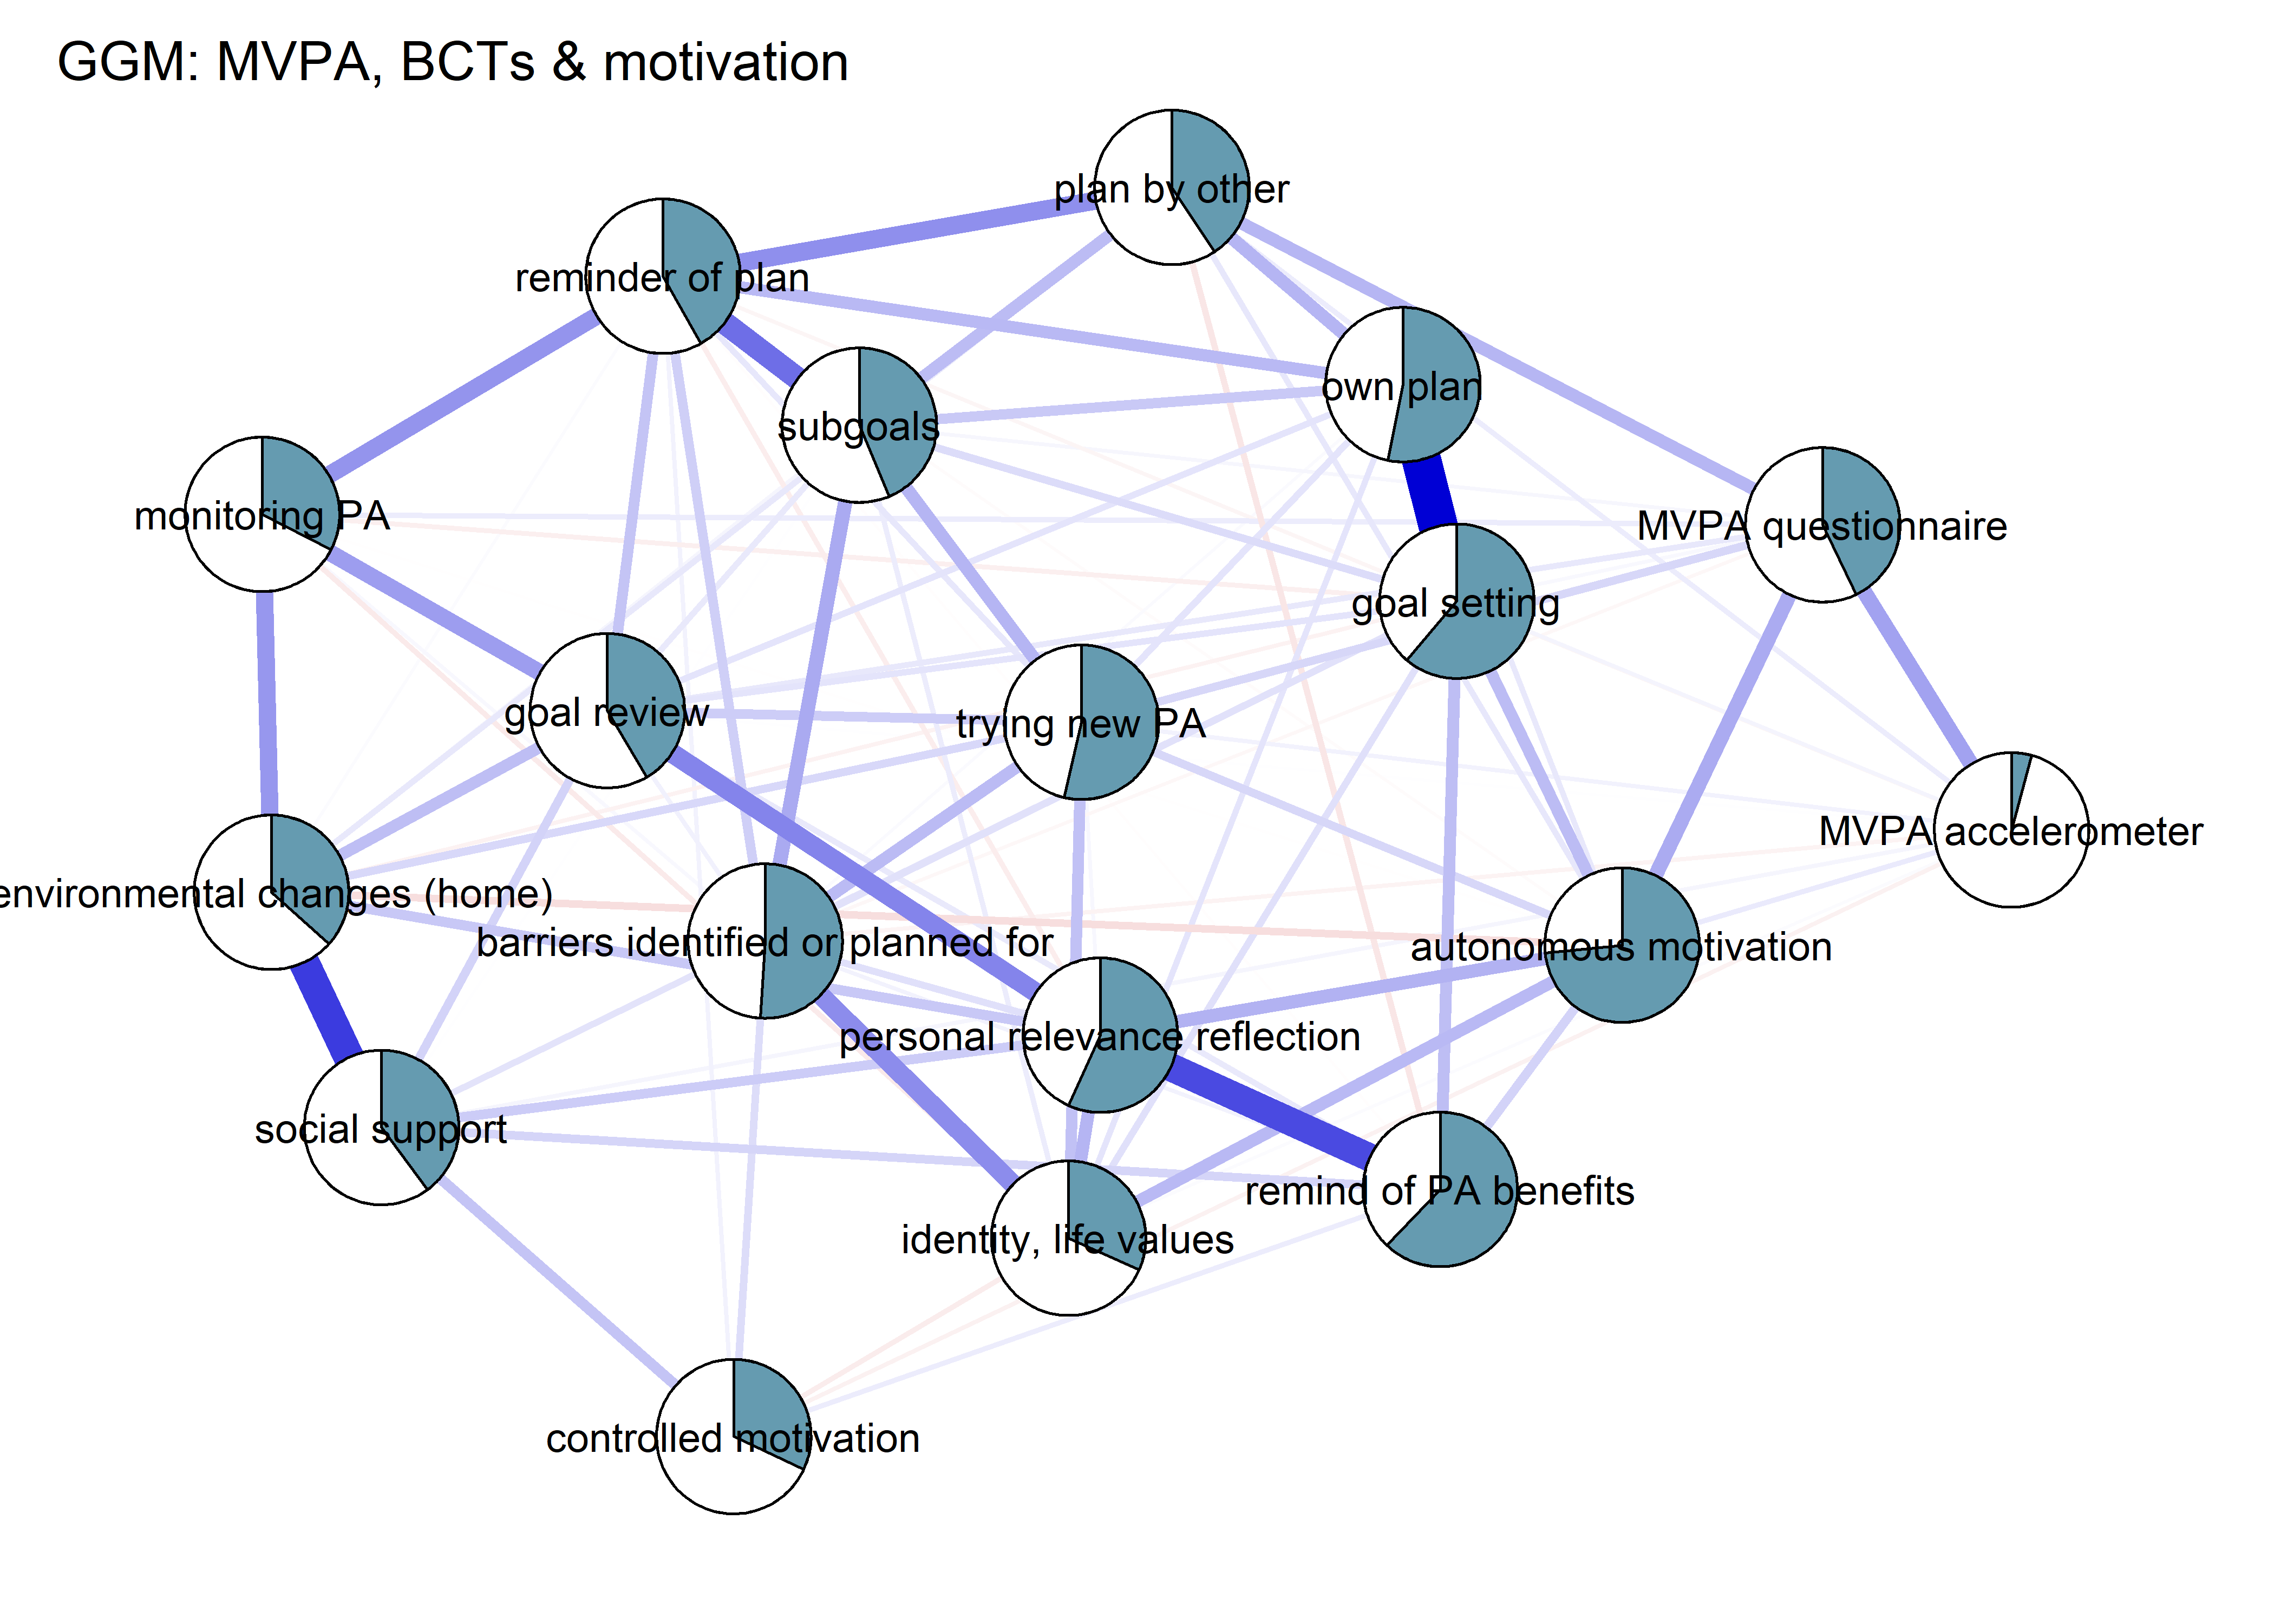 GGM: MVPA, BCTs & motivation
plan by other
reminder of plan
own plan
subgoals
monitoring PA
MVPA questionnaire
goal setting
goal review
trying new PA
MVPA accelerometer
environmental changes (home)
barriers identified or planned for
autonomous motivation
personal relevance reflection
social support
remind of PA benefits
identity, life values
controlled motivation